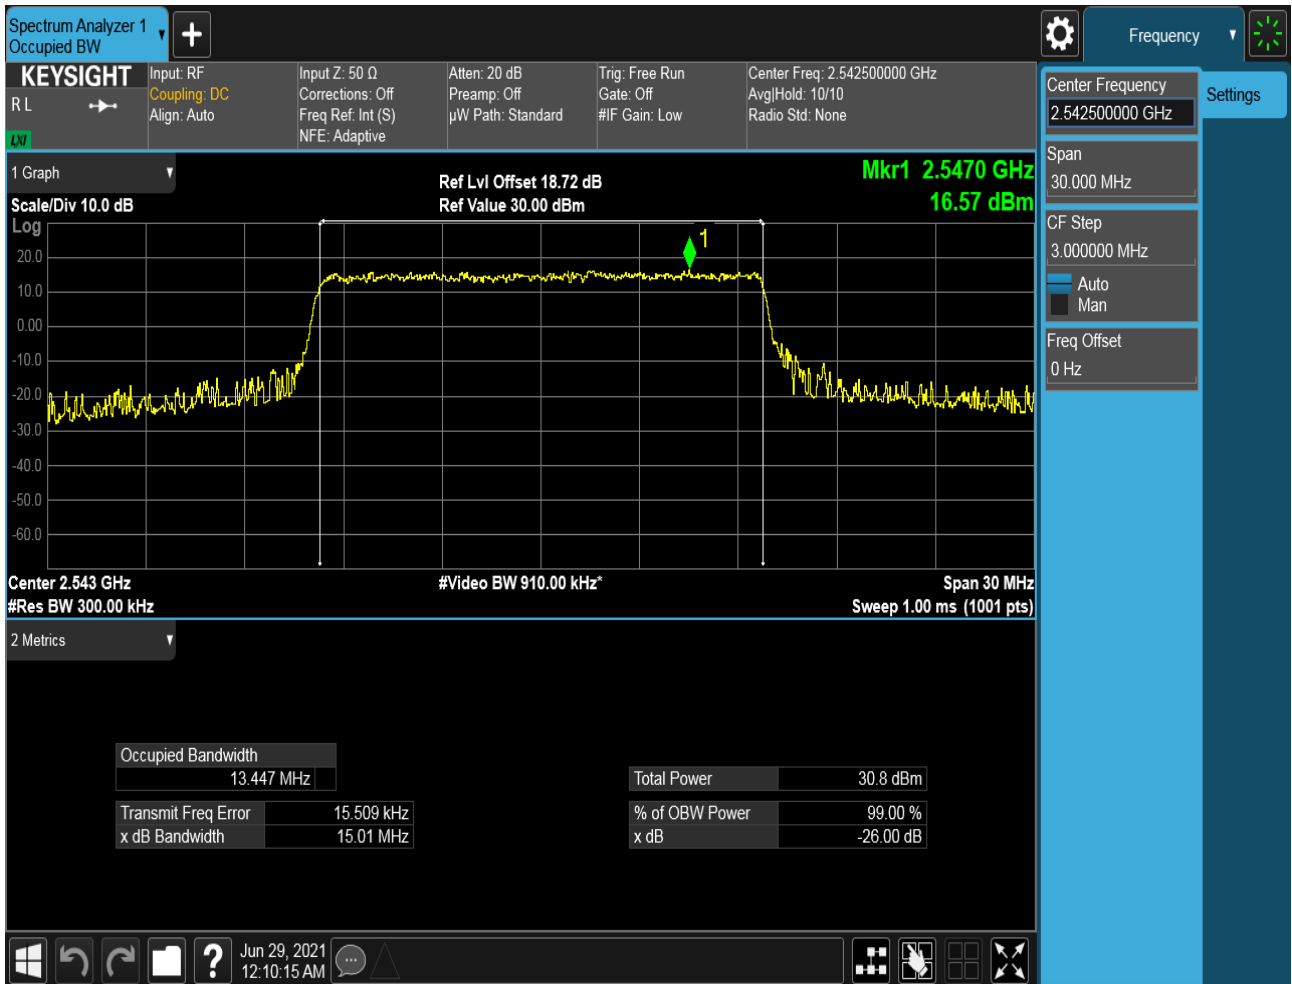 Spectrum Analyzer 1
Occupied BW
Frequency
KEYSIGHT
R L
LXI
Input: RF
Coupling: DC
Align: Auto
Input Z: 50 Ω
Corrections: Off
Freq Ref: Int (S)
NFE: Adaptive
Atten: 20 dB
Preamp: Off
µW Path: Standard
Trig: Free Run
Gate: Off
#IF Gain: Low
Center Freq: 2.542500000 GHz
Avg|Hold: 10/10
Radio Std: None
Center Frequency
2.542500000 GHz
Settings
Span
30.000 MHz
CF Step
3.000000 MHz
Auto
Man
Freq Offset
0 Hz
1 Graph
Scale/Div 10.0 dB
Ref Lvl Offset 18.72 dB
Ref Value 30.00 dBm
Mkr1 2.5470 GHz
16.57 dBm
Log
1
20.0
10.0
0.00
-10.0
-20.0
-30.0
-40.0
-50.0
-60.0
Center 2.543 GHz
#Video BW 910.00 kHz*
Span 30 MHz
#Res BW 300.00 kHz
Sweep 1.00 ms (1001 pts)
2 Metrics
Occupied Bandwidth
13.447 MHz
Total Power 30.8 dBm
Transmit Freq Error 15.509 kHz
% of OBW Power 99.00 %
x dB Bandwidth 15.01 MHz
x dB -26.00 dB
?
Jun 29, 2021
12:10:15 AM